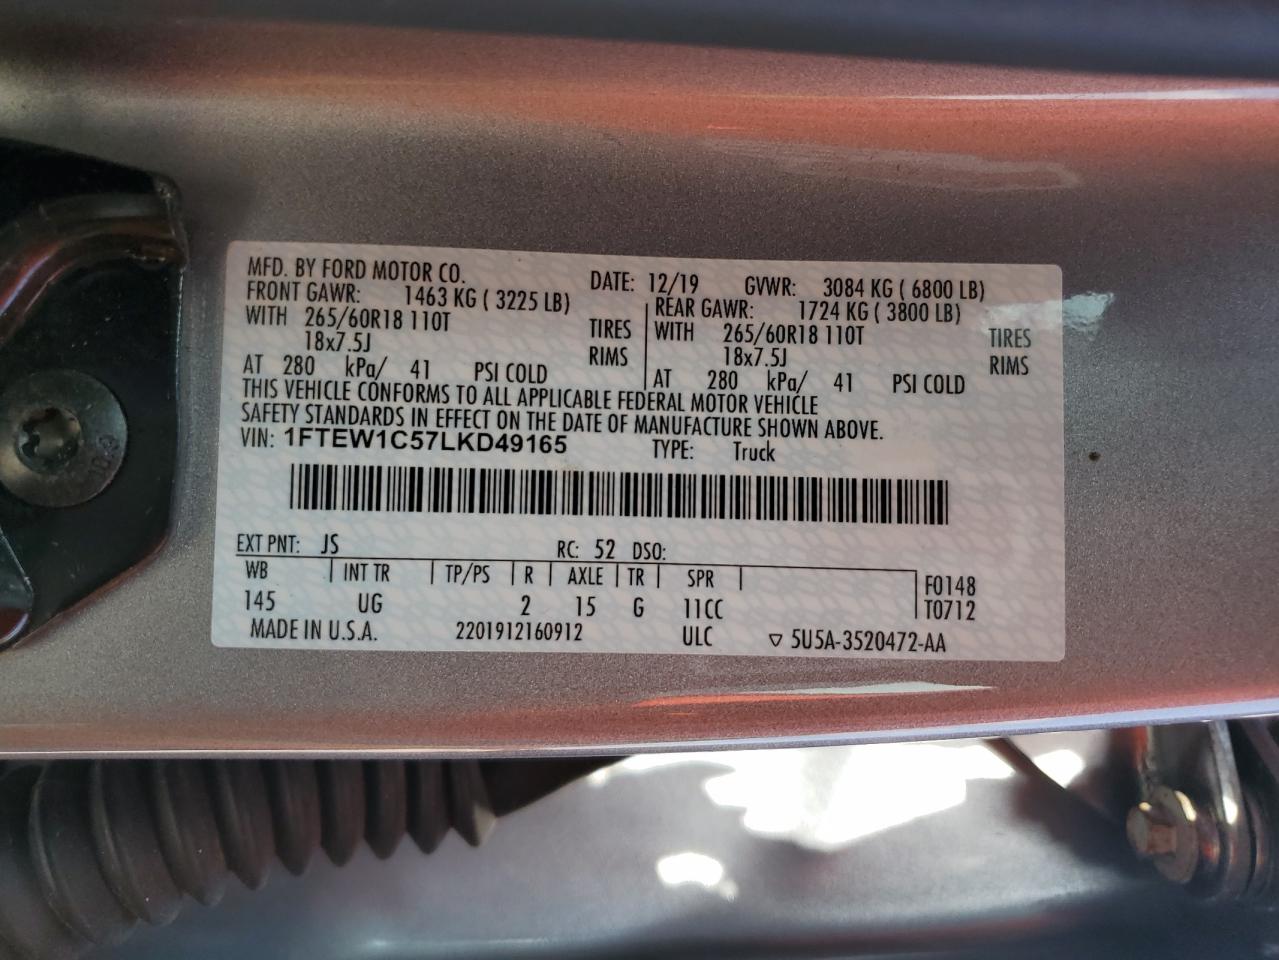 MFD. BY FORD MOTOR CO. DATE: 12/19 GVWR: 3084 KG ( 6800 LB)
FRONT GAWR: 1463 KG ( 3225 LB) REAR GAWR: 1724 KG ( 3800 LB)
WITH 265/60R18 110T TIRES WITH 265/60R18 110T TIRES
18x7.5J RIMS 18x7.5J RIMS
AT 280 kPa/ 41 PSI COLD AT 280 kPa/ 41 PSI COLD
THIS VEHICLE CONFORMS TO ALL APPLICABLE FEDERAL MOTOR VEHICLE
SAFETY STANDARDS IN EFFECT ON THE DATE OF MANUFACTURE SHOWN ABOVE.
VIN: 1FTEW1C57LKD49165 TYPE: Truck
EXT PNT: JS RC: 52 DSO:
WB INT TR TP/PS R AXLE TR SPR F0148
145 UG 2 15 G 11CC T0712
MADE IN U.S.A. 2201912160912 ULC ▽ 5U5A-3520472-AA